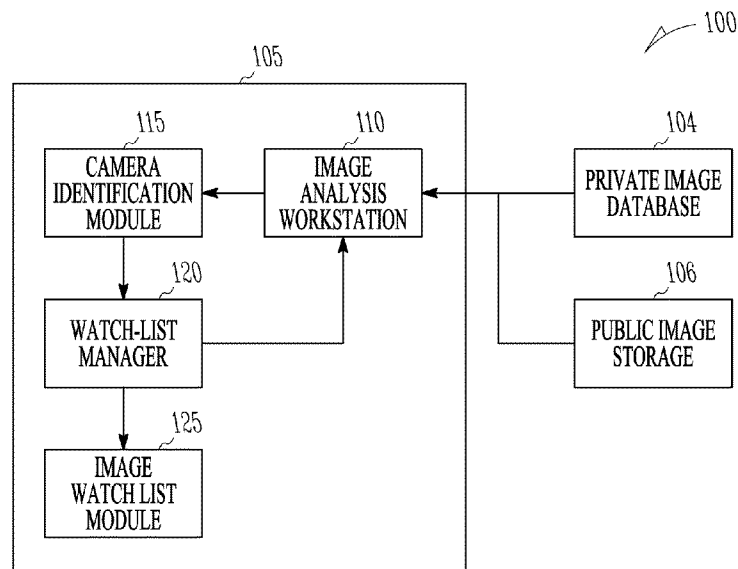 100
105
115
CAMERA
IDENTIFICATION
MODULE
110
IMAGE
ANALYSIS
WORKSTATION
104
PRIVATE IMAGE
DATABASE
120
WATCH-LIST
MANAGER
106
PUBLIC IMAGE
STORAGE
125
IMAGE
WATCH LIST
MODULE